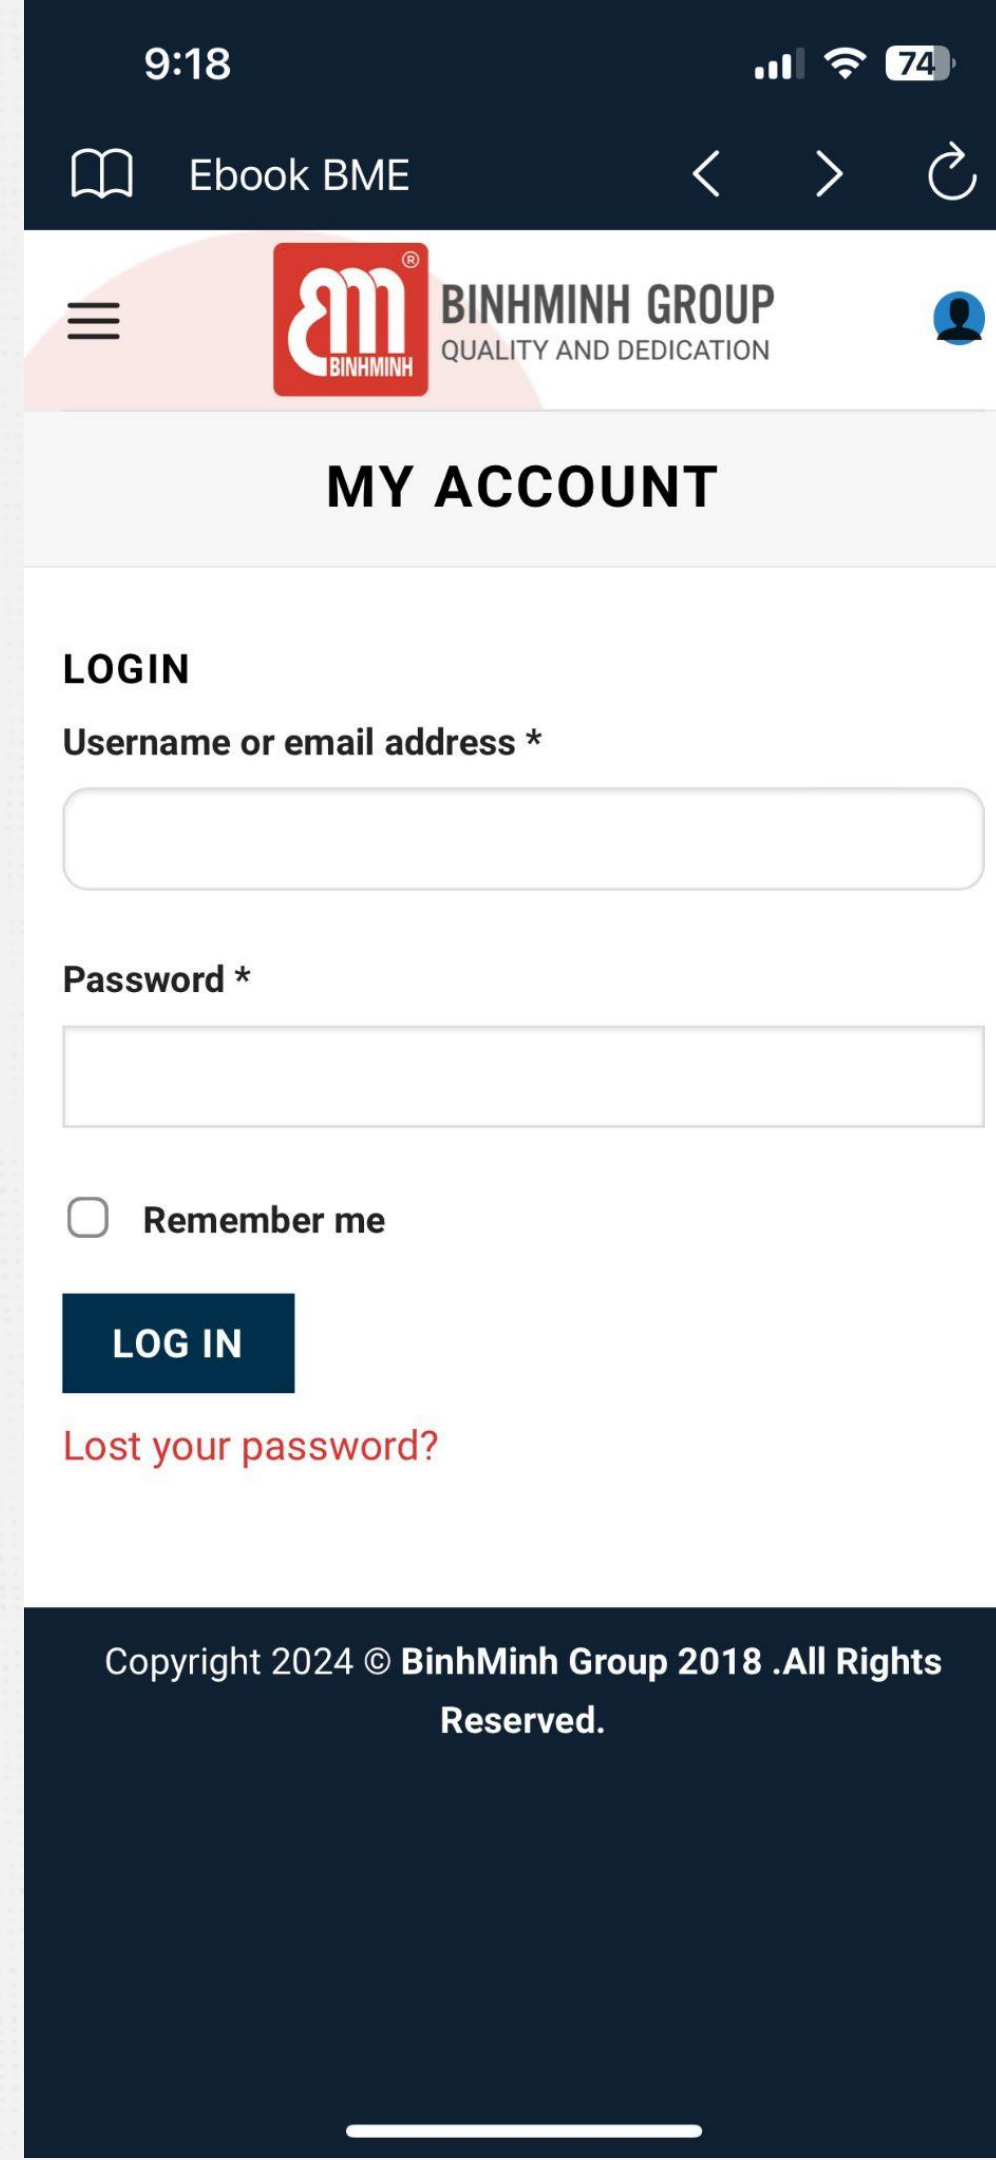 9:18
74
Ebook BME
®
BINHMINH
BINHMINH GROUP
QUALITY AND DEDICATION
MY ACCOUNT
LOGIN
Username or email address *
Password *
Remember me
LOG IN
Lost your password?
Copyright 2024 © BinhMinh Group 2018 .All Rights
Reserved.